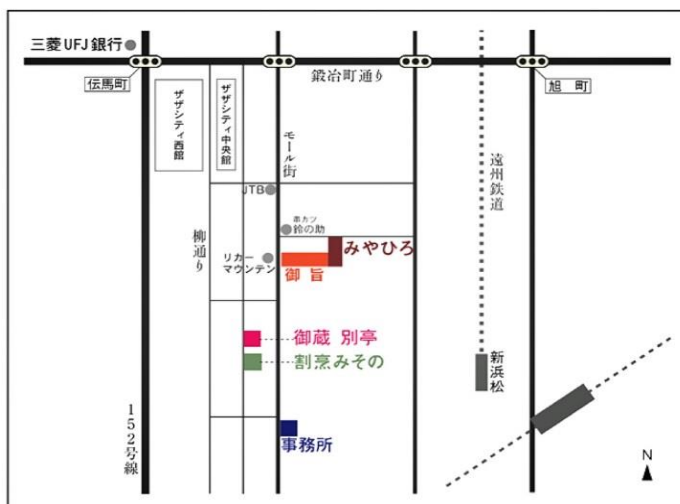 三菱UFJ銀行
伝馬町
鍛冶町通り
旭 町
ザザシティ西館
ザザシティ中央館
モール街
遠州鉄道
JTB
串カツ
鈴の助
柳通り
リカー
マウンテン
みやひろ
御 旨
御蔵 別亭
割烹みその
新浜松
152号線
事務所
N